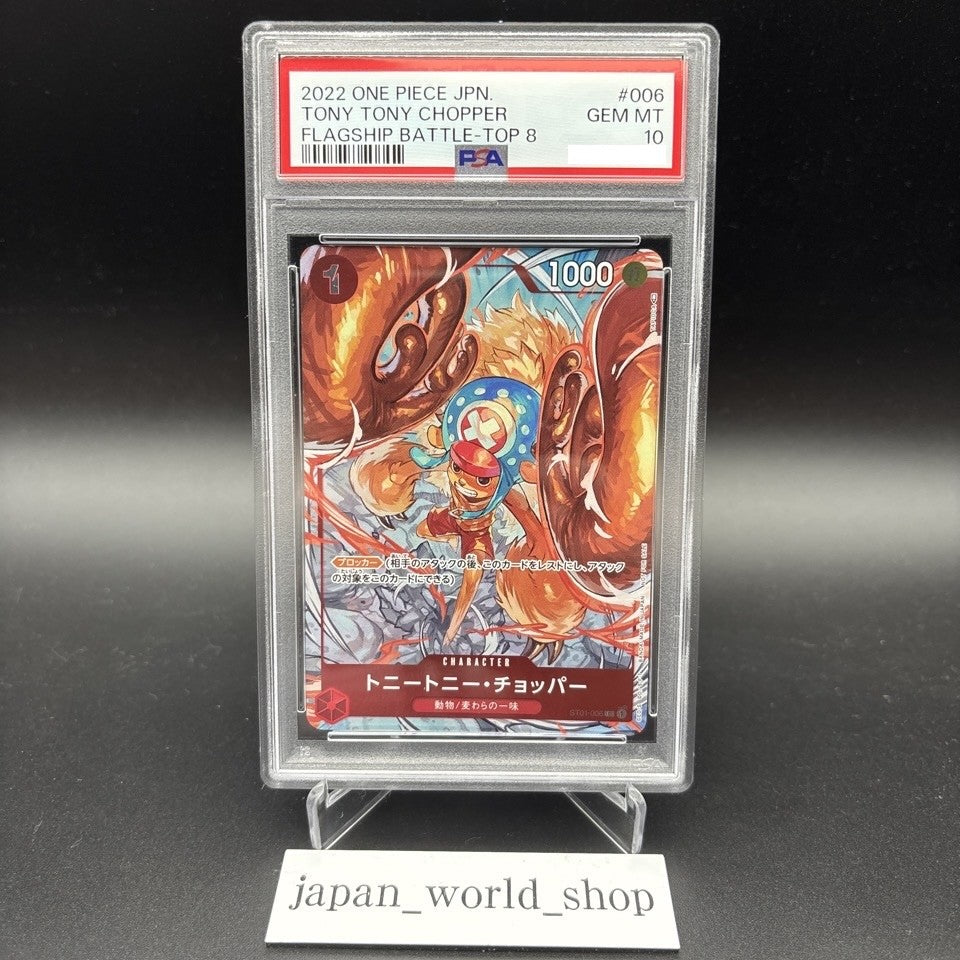 2022 ONE PIECE JPN.
#006
TONY TONY CHOPPER
GEM MT
FLAGSHIP BATTLE-TOP 8
10
PSA
1
1000
ブロッカー (相手のアタックの後、このカードをレストにし、アタック
の対象をこのカードにできる)
CHARACTER
トニートニー・チョッパー
動物/麦わらの一味
ST01-006
japan_world_shop